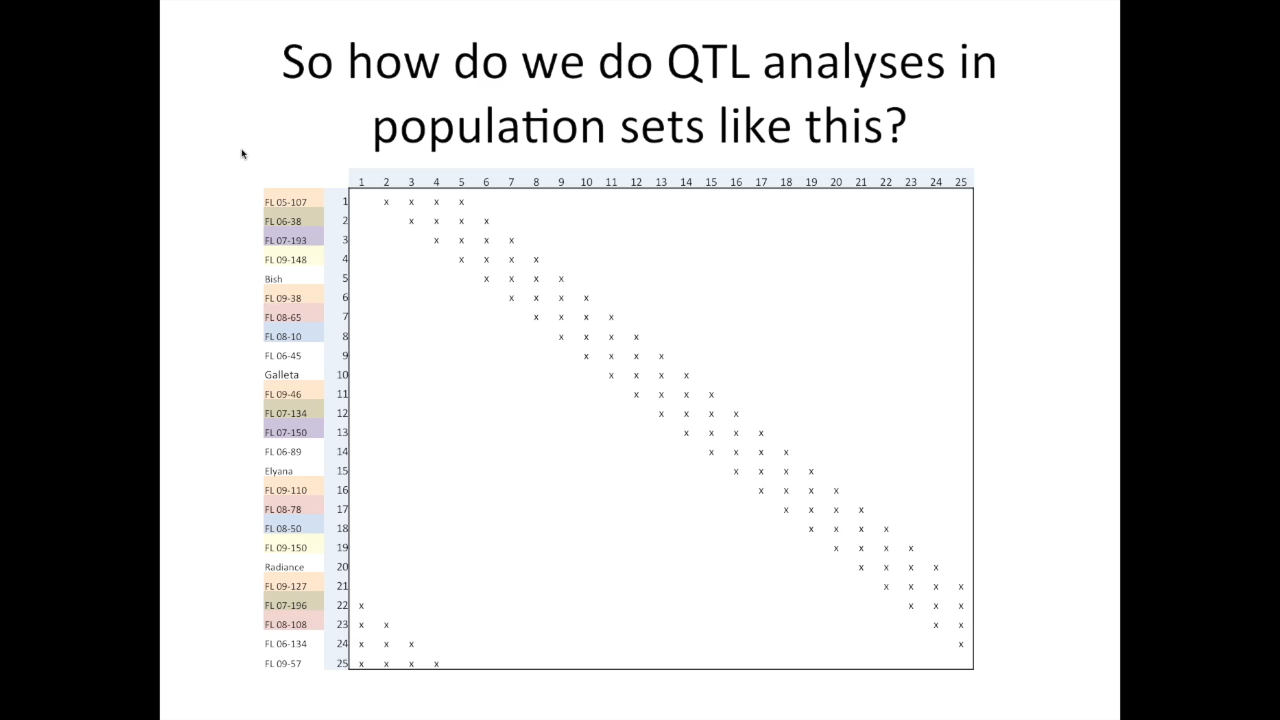 So how do we do QTL analyses in
population sets like this?
1 2 3 4 5 6 7 8 9 10 11 12 13 14 15 16 17 18 19 20 21 22 23 24 25
FL 05-107 1 x x x x
FL 06-38 2 x x x x
FL 07-193 3 x x x x
FL 09-148 4 x x x x
Bish 5 x x x x
FL 09-38 6 x x x x
FL 08-65 7 x x x x
FL 08-10 8 x x x x
FL 06-45 9 x x x x
Galleta 10 x x x x
FL 09-46 11 x x x x
FL 07-134 12 x x x x
FL 07-150 13 x x x x
FL 06-89 14 x x x x
Elyana 15 x x x x
FL 09-110 16 x x x x
FL 08-78 17 x x x x
FL 08-50 18 x x x x
FL 09-150 19 x x x x
Radiance 20 x x x x
FL 09-127 21 x x x x
FL 07-196 22 x x x x
FL 08-108 23 x x x x
FL 06-134 24 x x x x
FL 09-57 25 x x x x